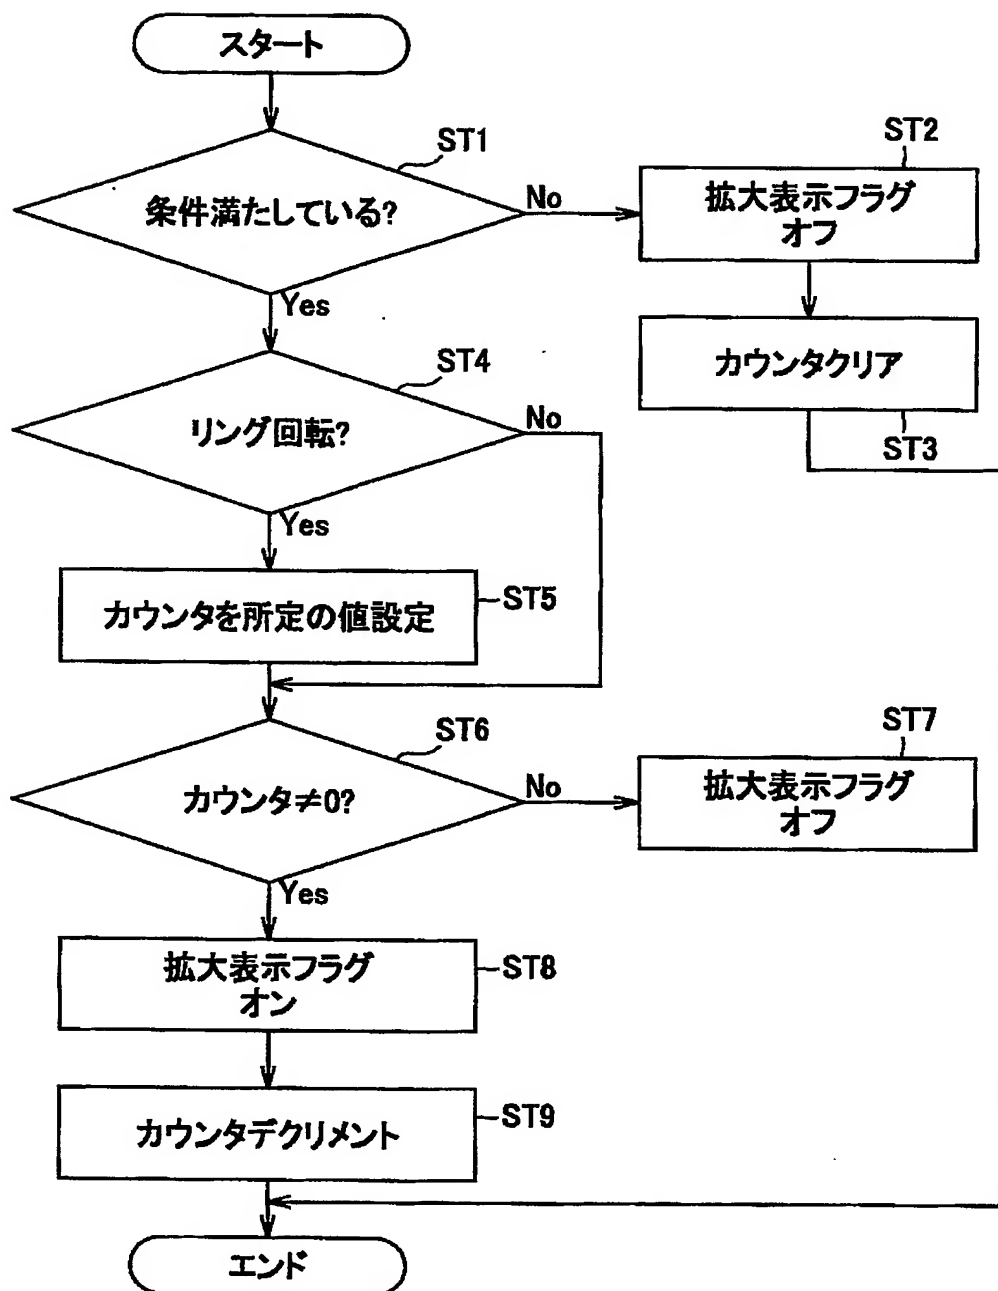 スタート
ST1
条件満たしている?
No
Yes
ST2
拡大表示フラグ
オフ
カウンタクリア
ST3
ST4
リング回転?
No
Yes
カウンタを所定の値設定
ST5
ST6
カウンタ≠0?
No
Yes
ST7
拡大表示フラグ
オフ
拡大表示フラグ
オン
ST8
カウンタデクリメント
ST9
エンド